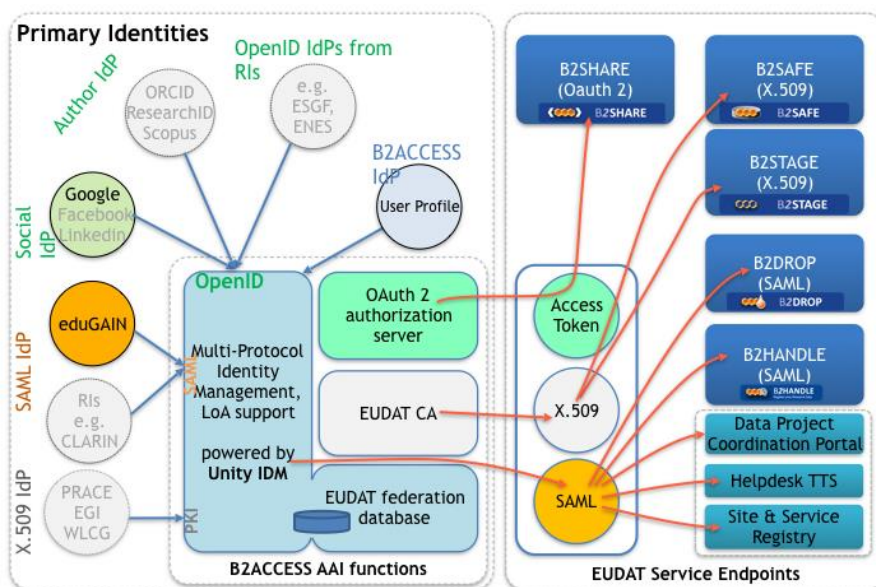 Primary Identities
Author IdP
OpenID IdPs from
RIs
ORCID
ResearchID
Scopus
e.g.
ESGF,
ENES
B2ACCESS
IdP
User Profile
Social
IdP
Google
Facebook
Linkedin
SAML IdP
eduGAIN
RIs
e.g.
CLARIN
X.509 IdP
PRACE
EGI
WLCG
OpenID
SAML
PKI
Multi-Protocol
Identity
Management,
LoA support
powered by
Unity IDM
OAuth 2
authorization
server
EUDAT CA
EUDAT federation
database
B2ACCESS AAI functions
Access
Token
X.509
SAML
B2SHARE
(Oauth 2)
B2SHARE
B2SAFE
(X.509)
B2SAFE
B2STAGE
(X.509)
B2STAGE
B2DROP
(SAML)
B2DROP
B2HANDLE
(SAML)
B2HANDLE
Data Project
Coordination Portal
Helpdesk TTS
Site & Service
Registry
EUDAT Service Endpoints